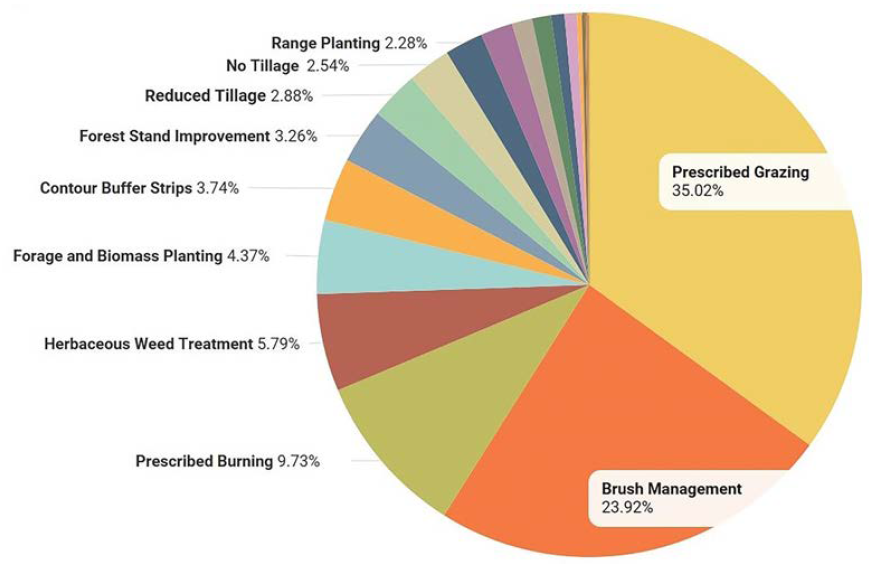 Range Planting 2.28%
No Tillage 2.54%
Reduced Tillage 2.88%
Forest Stand Improvement 3.26%
Contour Buffer Strips 3.74%
Forage and Biomass Planting 4.37%
Herbaceous Weed Treatment 5.79%
Prescribed Burning 9.73%
Prescribed Grazing
35.02%
Brush Management
23.92%